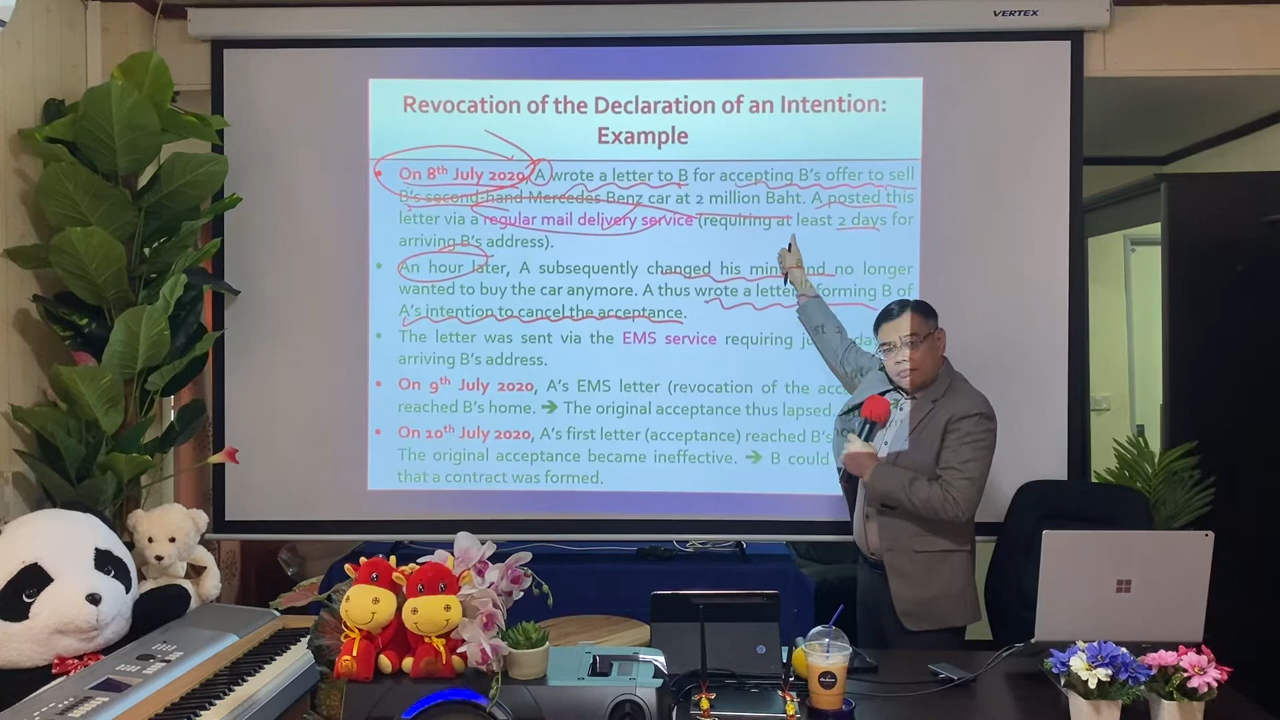 VERTEX
Revocation of the Declaration of an Intention:
Example
• On 8th July 2020, A wrote a letter to B for accepting B's offer to sell
B's second-hand Mercedes Benz car at 2 million Baht. A posted this
letter via a regular mail delivery service (requiring at least 2 days for
arriving B's address).
• An hour later, A subsequently changed his mind and no longer
wanted to buy the car anymore. A thus wrote a letter informing B of
A's intention to cancel the acceptance.
• The letter was sent via the EMS service requiring
arriving B's address.
• On 9th July 2020, A's EMS letter (revocation of the
reached B's home. ➔ The original acceptance thus lapsed.
• On 10th July 2020, A's first letter (acceptance) reached B's
The original acceptance became ineffective. ➔ B could
that a contract was formed.